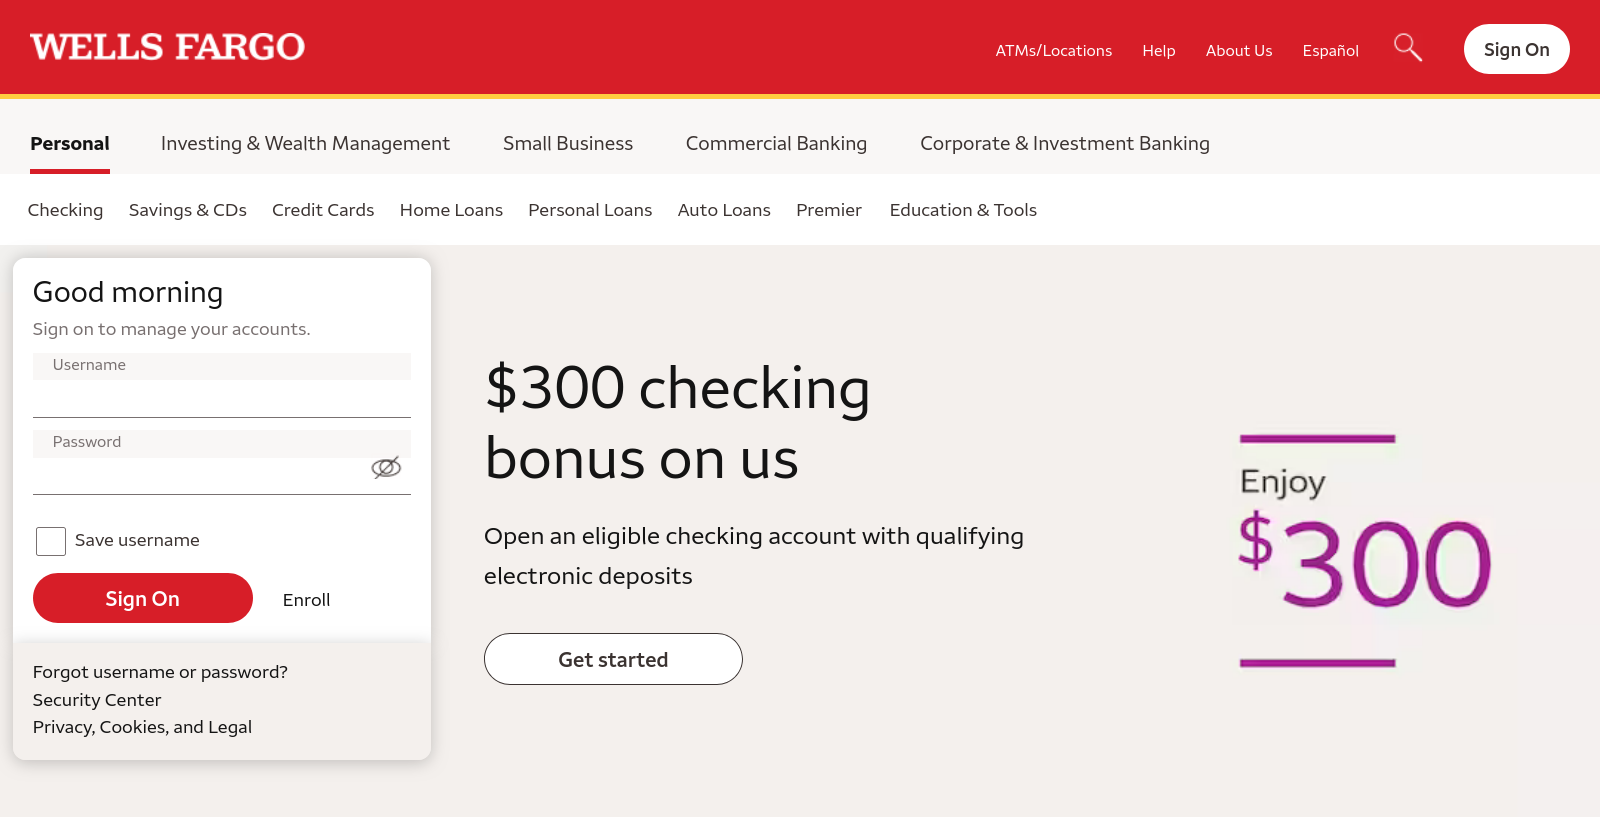 WELLS FARGO
ATMs/Locations
Help
About Us
Español
Sign On
Personal
Investing & Wealth Management
Small Business
Commercial Banking
Corporate & Investment Banking
Checking
Savings & CDs
Credit Cards
Home Loans
Personal Loans
Auto Loans
Premier
Education & Tools
Good morning
Sign on to manage your accounts.
Username
Password
Save username
Sign On
Enroll
Forgot username or password?
Security Center
Privacy, Cookies, and Legal
$300 checking
bonus on us
Open an eligible checking account with qualifying
electronic deposits
Get started
Enjoy
$300